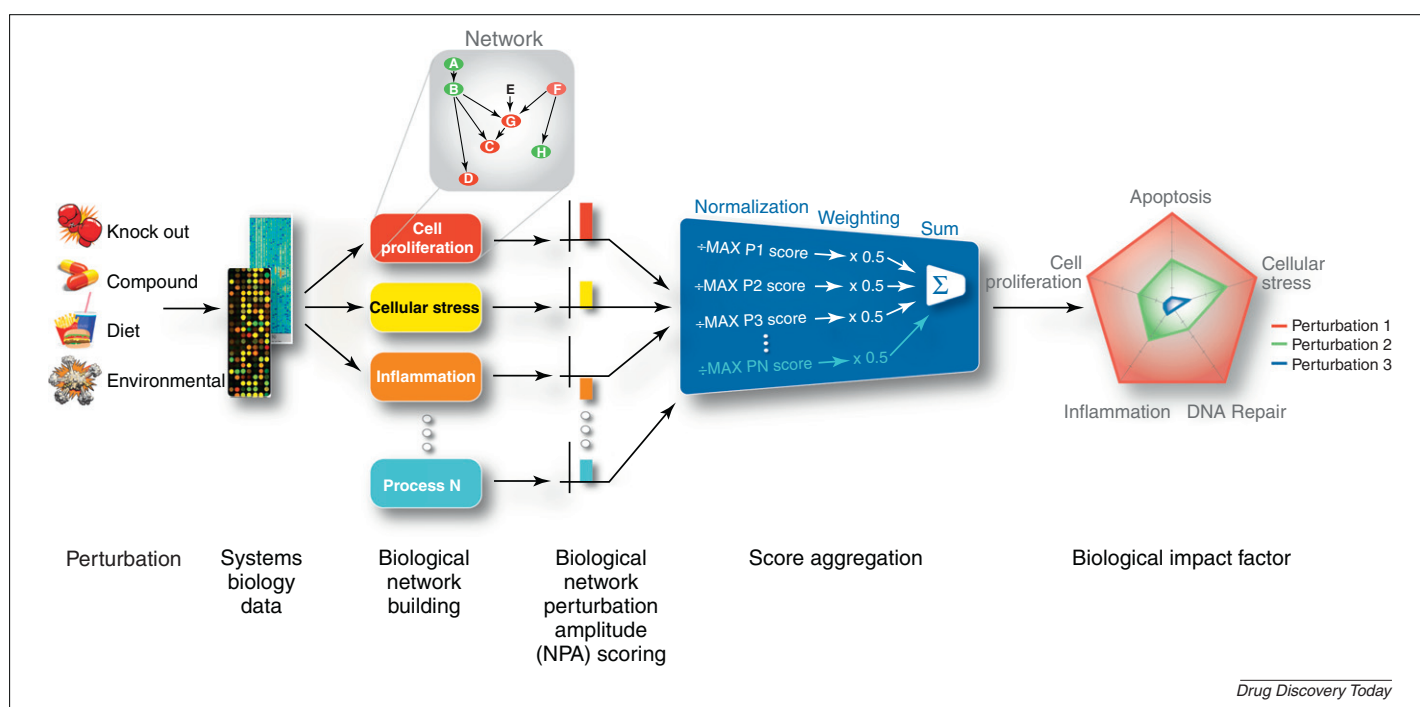 Network
A
B
E
F
G
C
H
D
Knock out
Compound
Diet
Environmental
Cell
proliferation
Cellular stress
Inflammation
Process N
Normalization
Weighting
Sum
÷MAX P1 score
x 0.5
÷MAX P2 score
x 0.5
÷MAX P3 score
x 0.5
÷MAX PN score
x 0.5
Σ
Apoptosis
Cell
proliferation
Cellular
stress
Inflammation
DNA Repair
Perturbation 1
Perturbation 2
Perturbation 3
Perturbation
Systems
biology
data
Biological
network
building
Biological
network
perturbation
amplitude
(NPA) scoring
Score aggregation
Biological impact factor
Drug Discovery Today